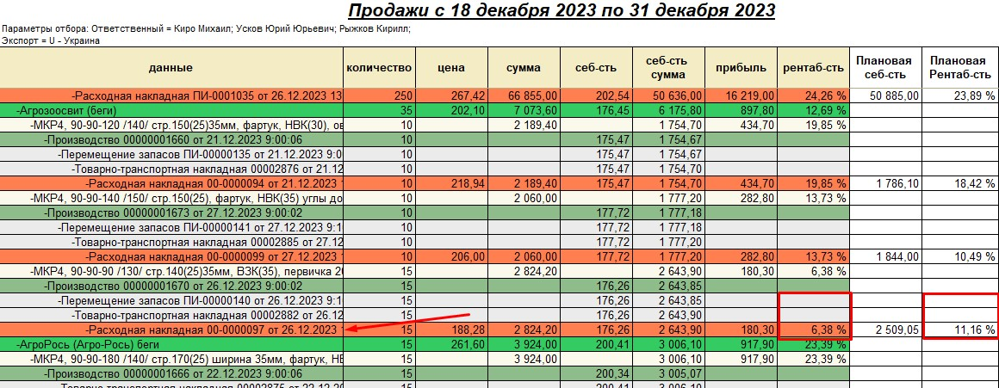 Продажи с 18 декабря 2023 по 31 декабря 2023
Параметры отбора: Ответственный = Киро Михаил; Усков Юрий Юрьевич; Рыжков Кирилл;
Экспорт = U - Украина
данные количество цена сумма себ-сть себ-сть сумма прибыль рентаб-сть Плановая себ-сть Плановая Рентаб-сть
-Расходная накладная ПИ-0001035 от 26.12.2023 13 250 267,42 66 855,00 202,54 50 636,00 16 219,00 24,26 % 50 885,00 23,89 %
-Агрозоосвит (беги) 35 202,10 7 073,60 176,45 6 175,80 897,80 12,69 %
-МКР4, 90-90-120 /140/ стр.150(25)35мм, фартук, НВК(30), ов 10 2 189,40 1 754,70 434,70 19,85 %
-Производство 00000001660 от 21.12.2023 9:00:06 10 175,47 1 754,67
-Перемещение запасов ПИ-00000135 от 21.12.2023 9:0 10 175,47 1 754,67
-Товарно-транспортная накладная 00002876 от 21.12 10 175,47 1 754,70
-Расходная накладная 00-0000094 от 21.12.2023 10 218,94 2 189,40 175,47 1 754,70 434,70 19,85 % 1 786,10 18,42 %
-МКР4, 90-90-140 /150/ стр.150(25), фартук, НВК(35) углы до 10 2 060,00 1 777,20 282,80 13,73 %
-Производство 00000001673 от 27.12.2023 9:00:02 10 177,72 1 777,18
-Перемещение запасов ПИ-00000141 от 27.12.2023 9:1 10 177,72 1 777,18
-Товарно-транспортная накладная 00002885 от 27.12 10 177,72 1 777,20
-Расходная накладная 00-0000099 от 27.12.2023 10 206,00 2 060,00 177,72 1 777,20 282,80 13,73 % 1 844,00 10,49 %
-МКР4, 90-90-90 /130/ стр.140(25)35мм, ВЗК(35), первичка 20 15 2 824,20 2 643,90 180,30 6,38 %
-Производство 00000001670 от 26.12.2023 9:00:02 15 176,26 2 643,85
-Перемещение запасов ПИ-00000140 от 26.12.2023 9:1 15 176,26 2 643,85
-Товарно-транспортная накладная 00002882 от 26.12 15 176,26 2 643,90
-Расходная накладная 00-0000097 от 26.12.2023 15 188,28 2 824,20 176,26 2 643,90 180,30 6,38 % 2 509,05 11,16 %
-АгроРось (Агро-Рось) беги 15 261,60 3 924,00 200,41 3 006,10 917,90 23,39 %
-МКР4, 90-90-180 /140/ стр.170(25) ширина 35мм, фартук, НЕ 15 3 924,00 3 006,10 917,90 23,39 %
-Производство 00000001666 от 22.12.2023 9:00:06 15 200,34 3 005,07